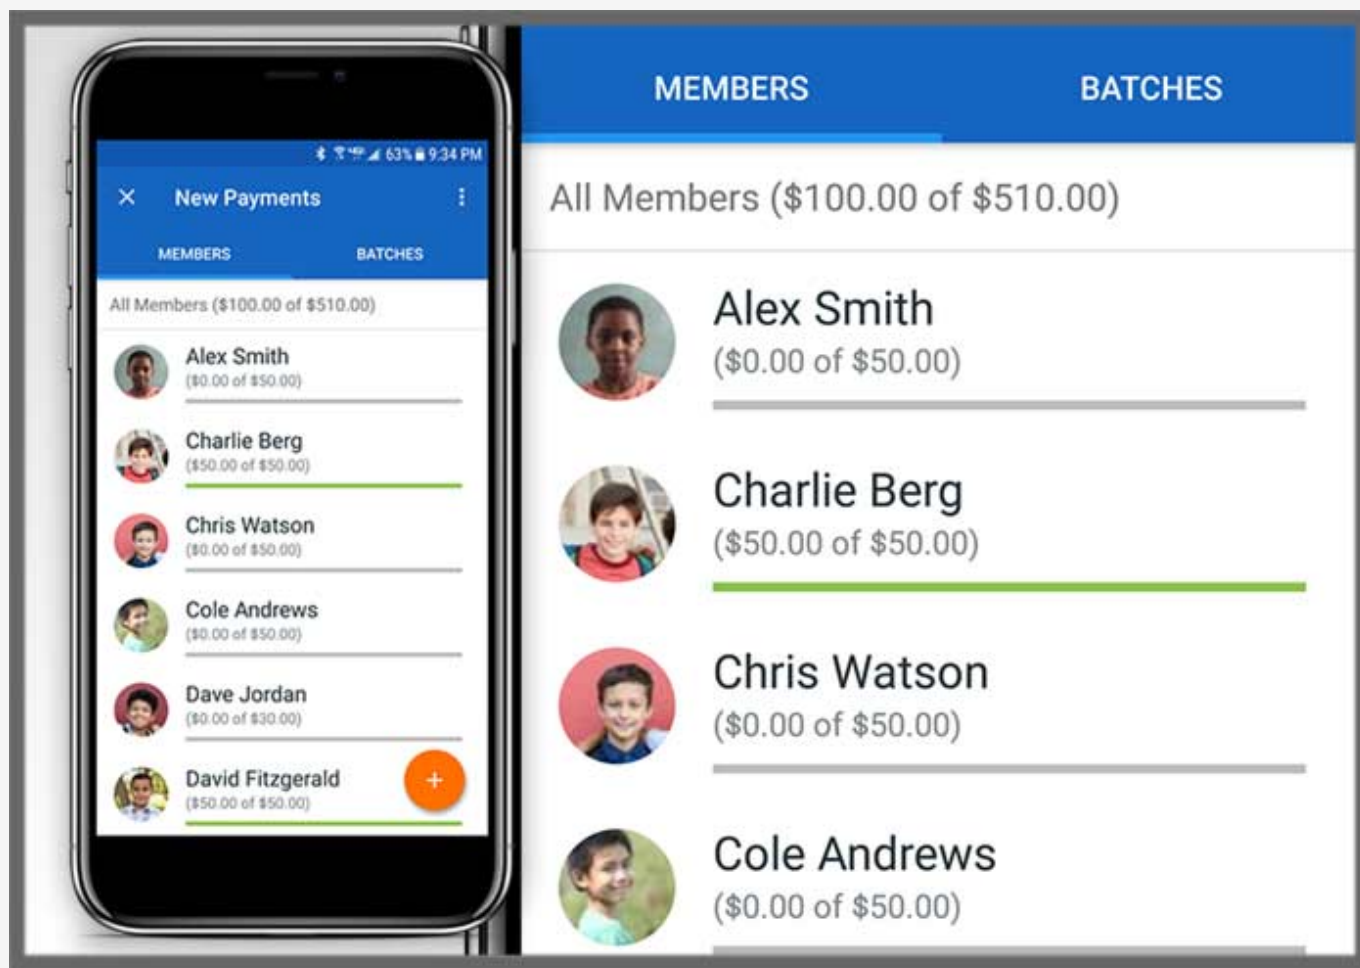 63% 9:34 PM
New Payments
MEMBERS BATCHES
All Members ($100.00 of $510.00)
Alex Smith
($0.00 of $50.00)
Charlie Berg
($50.00 of $50.00)
Chris Watson
($0.00 of $50.00)
Cole Andrews
($0.00 of $50.00)
Dave Jordan
($0.00 of $30.00)
David Fitzgerald
($50.00 of $50.00)
MEMBERS BATCHES
All Members ($100.00 of $510.00)
Alex Smith
($0.00 of $50.00)
Charlie Berg
($50.00 of $50.00)
Chris Watson
($0.00 of $50.00)
Cole Andrews
($0.00 of $50.00)